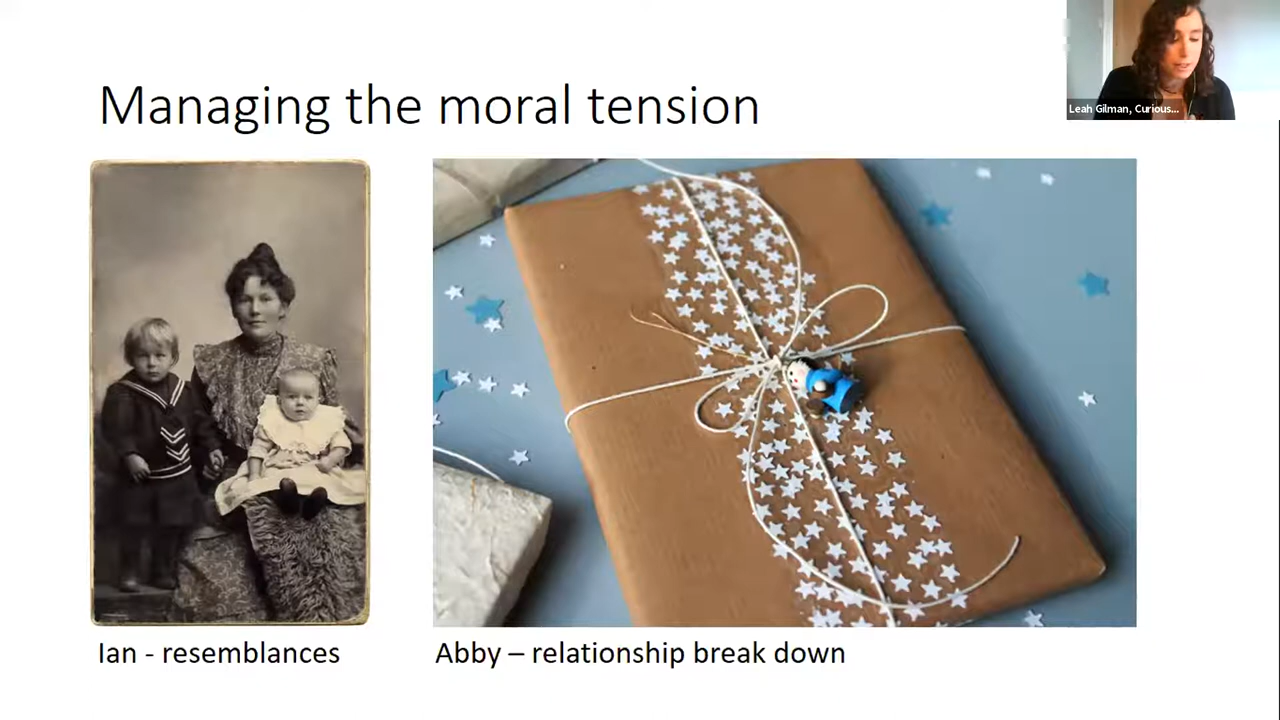 Leah Gilman, Curious...
Managing the moral tension
Ian - resemblances
Abby – relationship break down